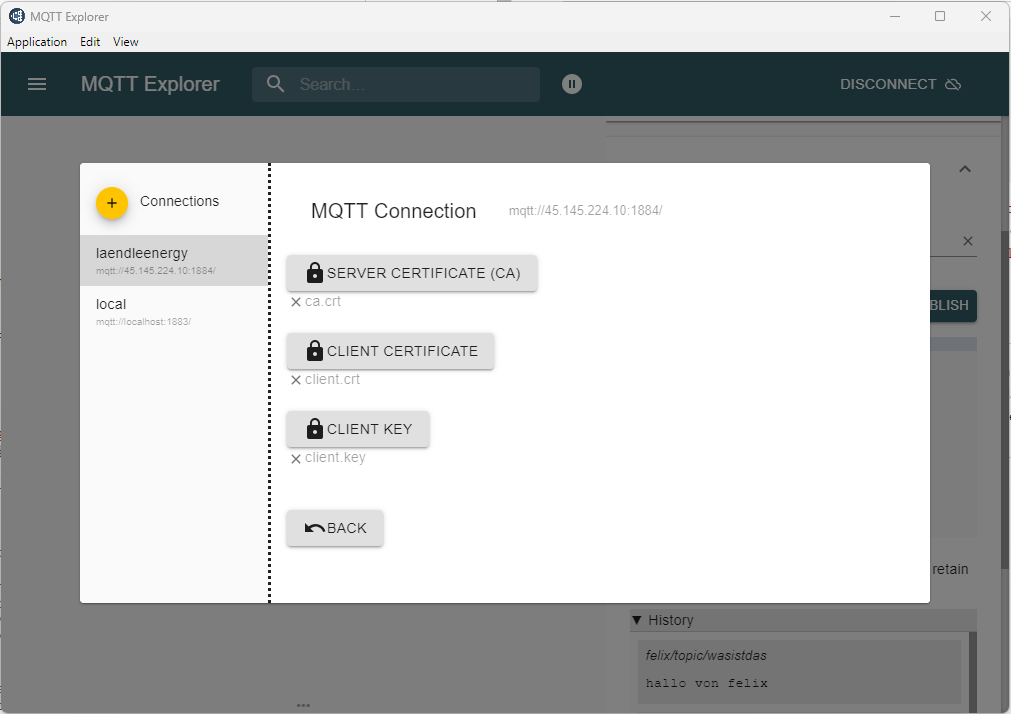 MQTT Explorer
Application Edit View
MQTT Explorer
Search...
DISCONNECT
Connections
laendleenergy
mqtt://45.145.224.10:1884/
local
mqtt://localhost:1883/
MQTT Connection mqtt://45.145.224.10:1884/
SERVER CERTIFICATE (CA)
ca.crt
CLIENT CERTIFICATE
client.crt
CLIENT KEY
client.key
BACK
BLISH
retain
History
felix/topic/wasistdas
hallo von felix